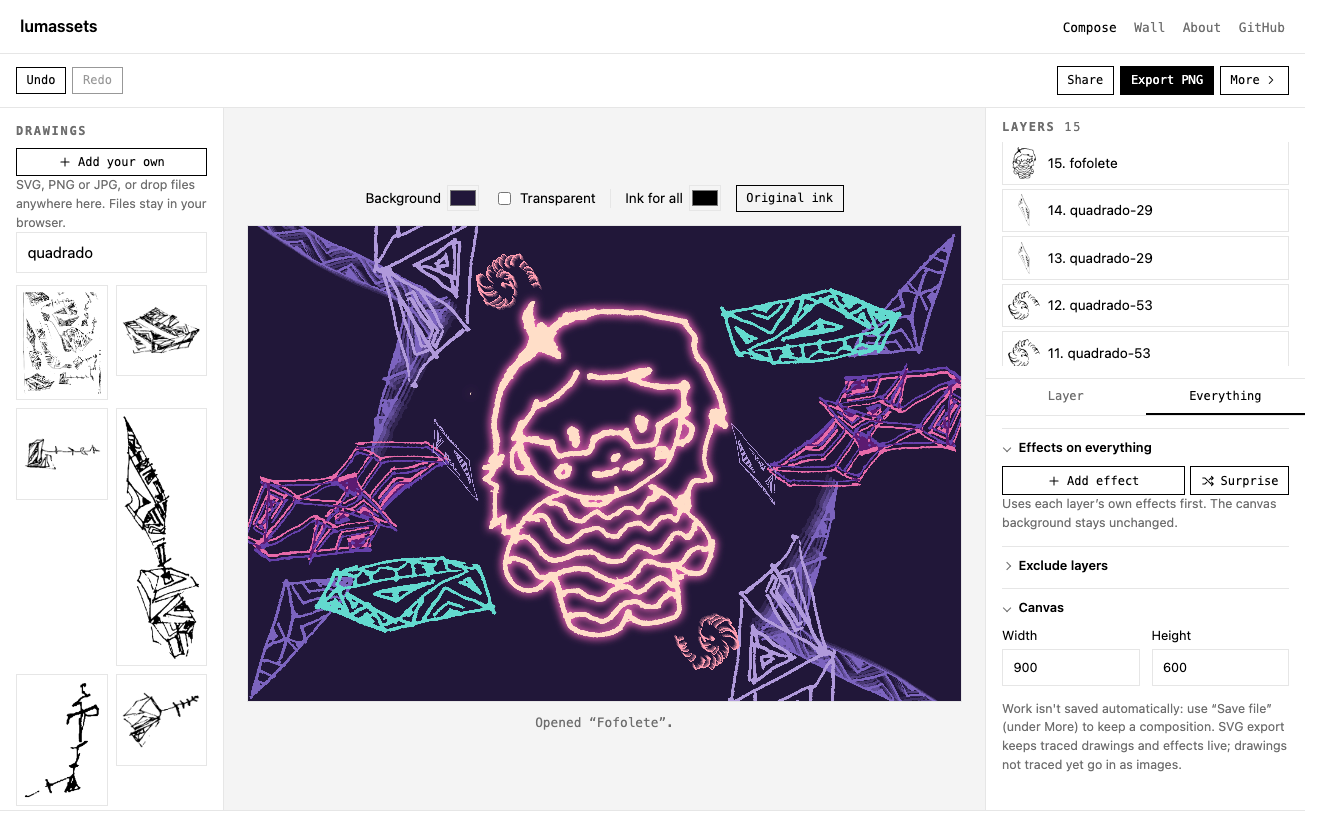 lumassets
Compose Wall About GitHub
Undo Redo
Share Export PNG More
DRAWINGS
+ Add your own
SVG, PNG or JPG, or drop files
anywhere here. Files stay in your
browser.
quadrado
Background Transparent Ink for all Original ink
Opened “Fofolete”.
LAYERS 15
15. fofolete
14. quadrado-29
13. quadrado-29
12. quadrado-53
11. quadrado-53
Layer Everything
Effects on everything
+ Add effect Surprise
Uses each layer’s own effects first. The canvas
background stays unchanged.
Exclude layers
Canvas
Width Height
900 600
Work isn't saved automatically: use “Save file”
(under More) to keep a composition. SVG export
keeps traced drawings and effects live; drawings
not traced yet go in as images.